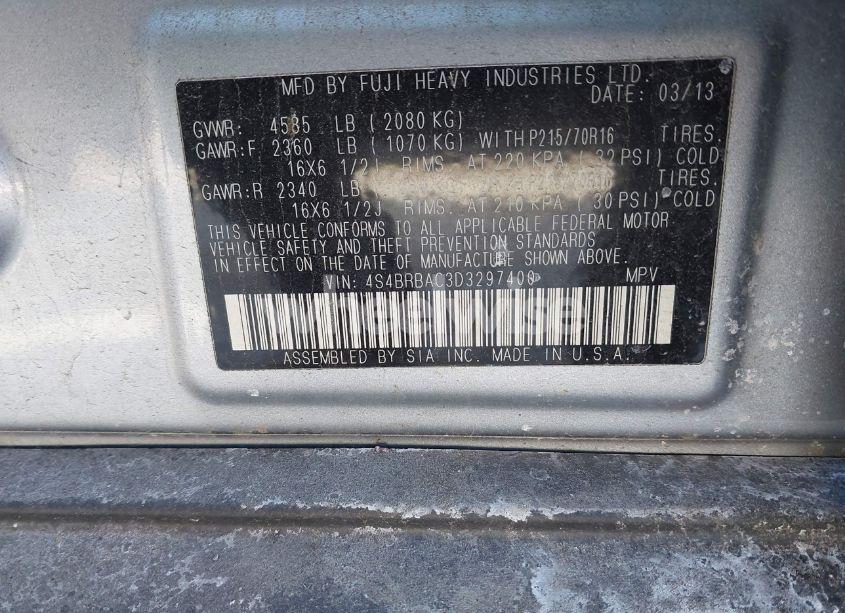 MFD BY FUJI HEAVY INDUSTRIES LTD.
DATE: 03/13
GVWR: 4585 LB (2080 KG)
GAWR:F 2360 LB (1070 KG) WITH P215/70R16 TIRES.
16X6 1/2J RIMS. AT 220 KPA (32 PSI) COLD
GAWR:R 2340 LB TIRES.
16X6 1/2J RIMS. AT 210 KPA (30 PSI) COLD
THIS VEHICLE CONFORMS TO ALL APPLICABLE FEDERAL MOTOR
VEHICLE SAFETY AND THEFT PREVENTION STANDARDS
IN EFFECT ON THE DATE OF MANUFACTURE SHOWN ABOVE.
VIN: 4S4BRBAC3D3297400 MPV
WheelWise
ASSEMBLED BY SIA INC. MADE IN U.S.A.